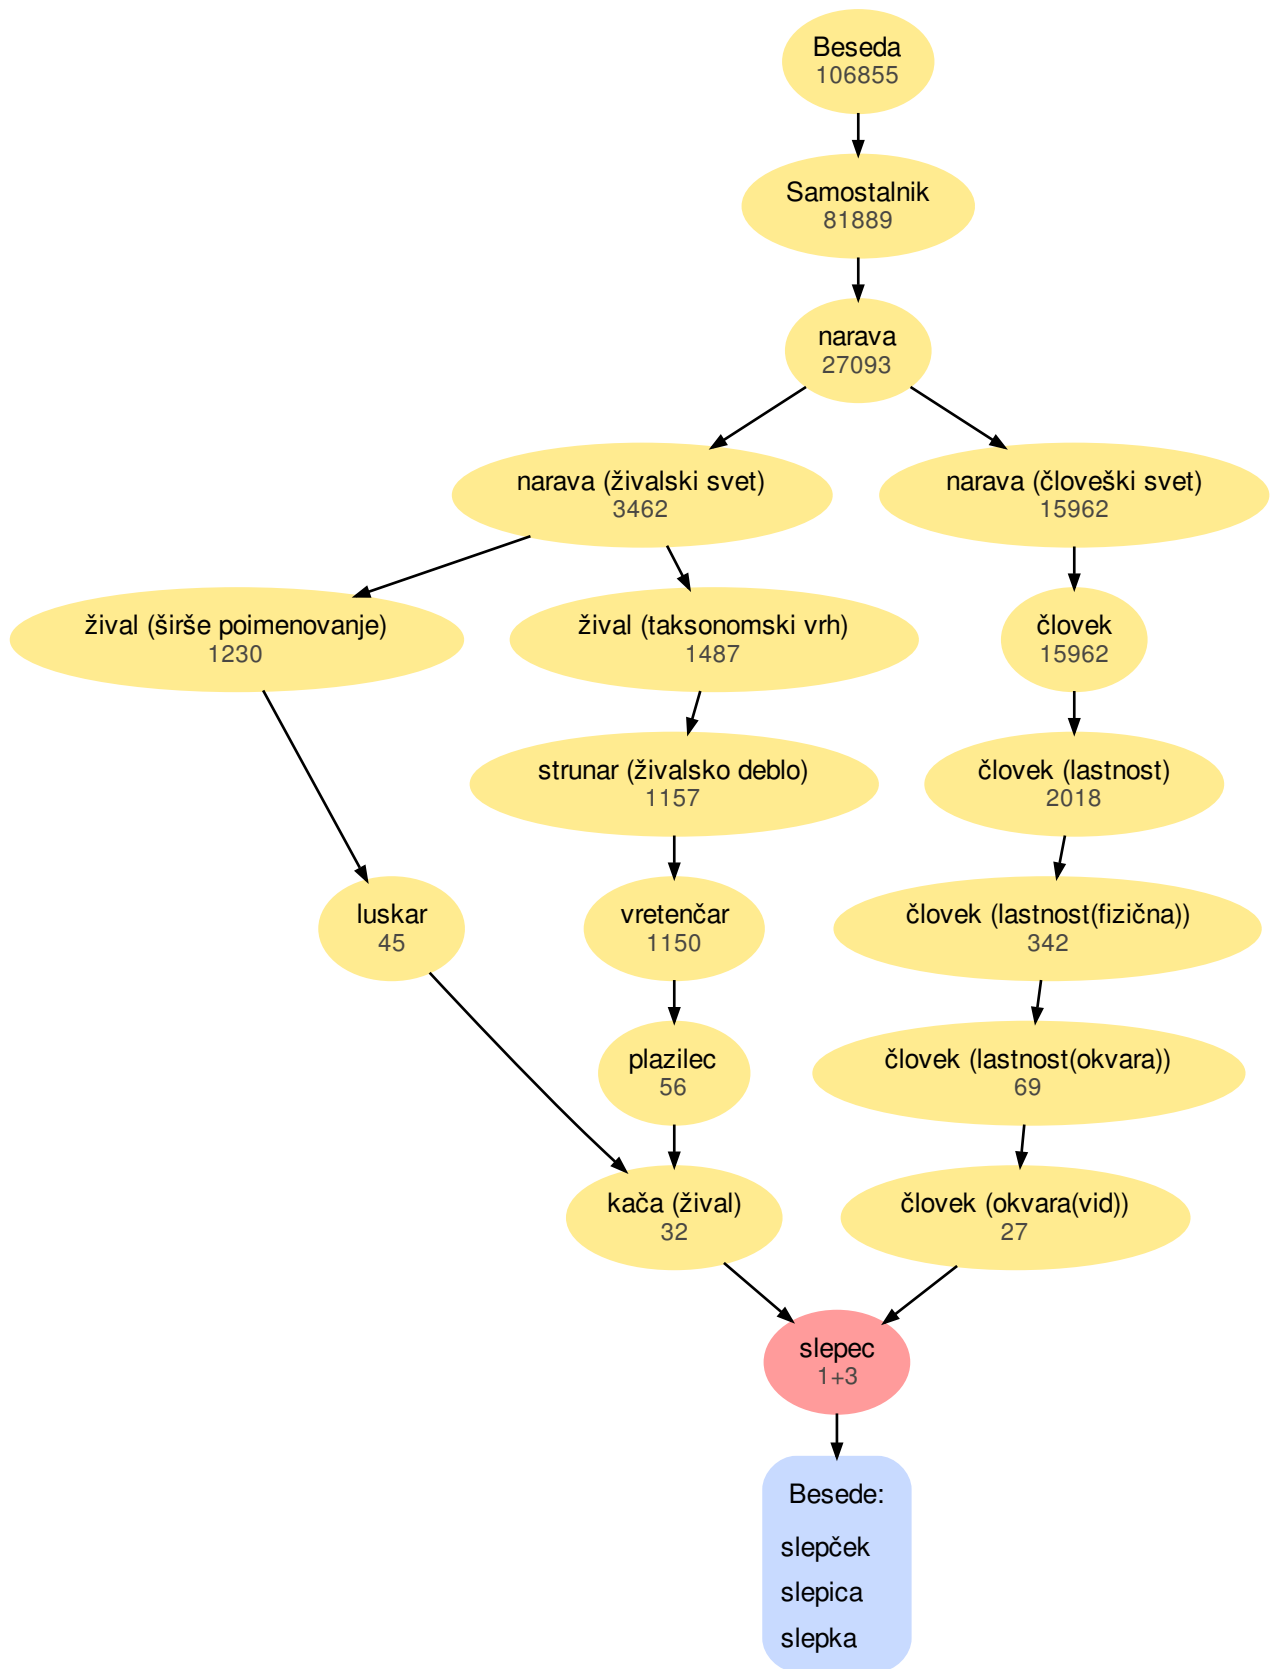 Beseda
106855
Samostalnik
81889
narava
27093
narava (živalski svet)
3462
narava (človeški svet)
15962
žival (širše poimenovanje)
1230
žival (taksonomski vrh)
1487
človek
15962
strunar (živalsko deblo)
1157
človek (lastnost)
2018
luskar
45
vretenčar
1150
človek (lastnost(fizična))
342
plazilec
56
človek (lastnost(okvara))
69
kača (žival)
32
človek (okvara(vid))
27
slepec
1+3
Besede:
slepček
slepica
slepka